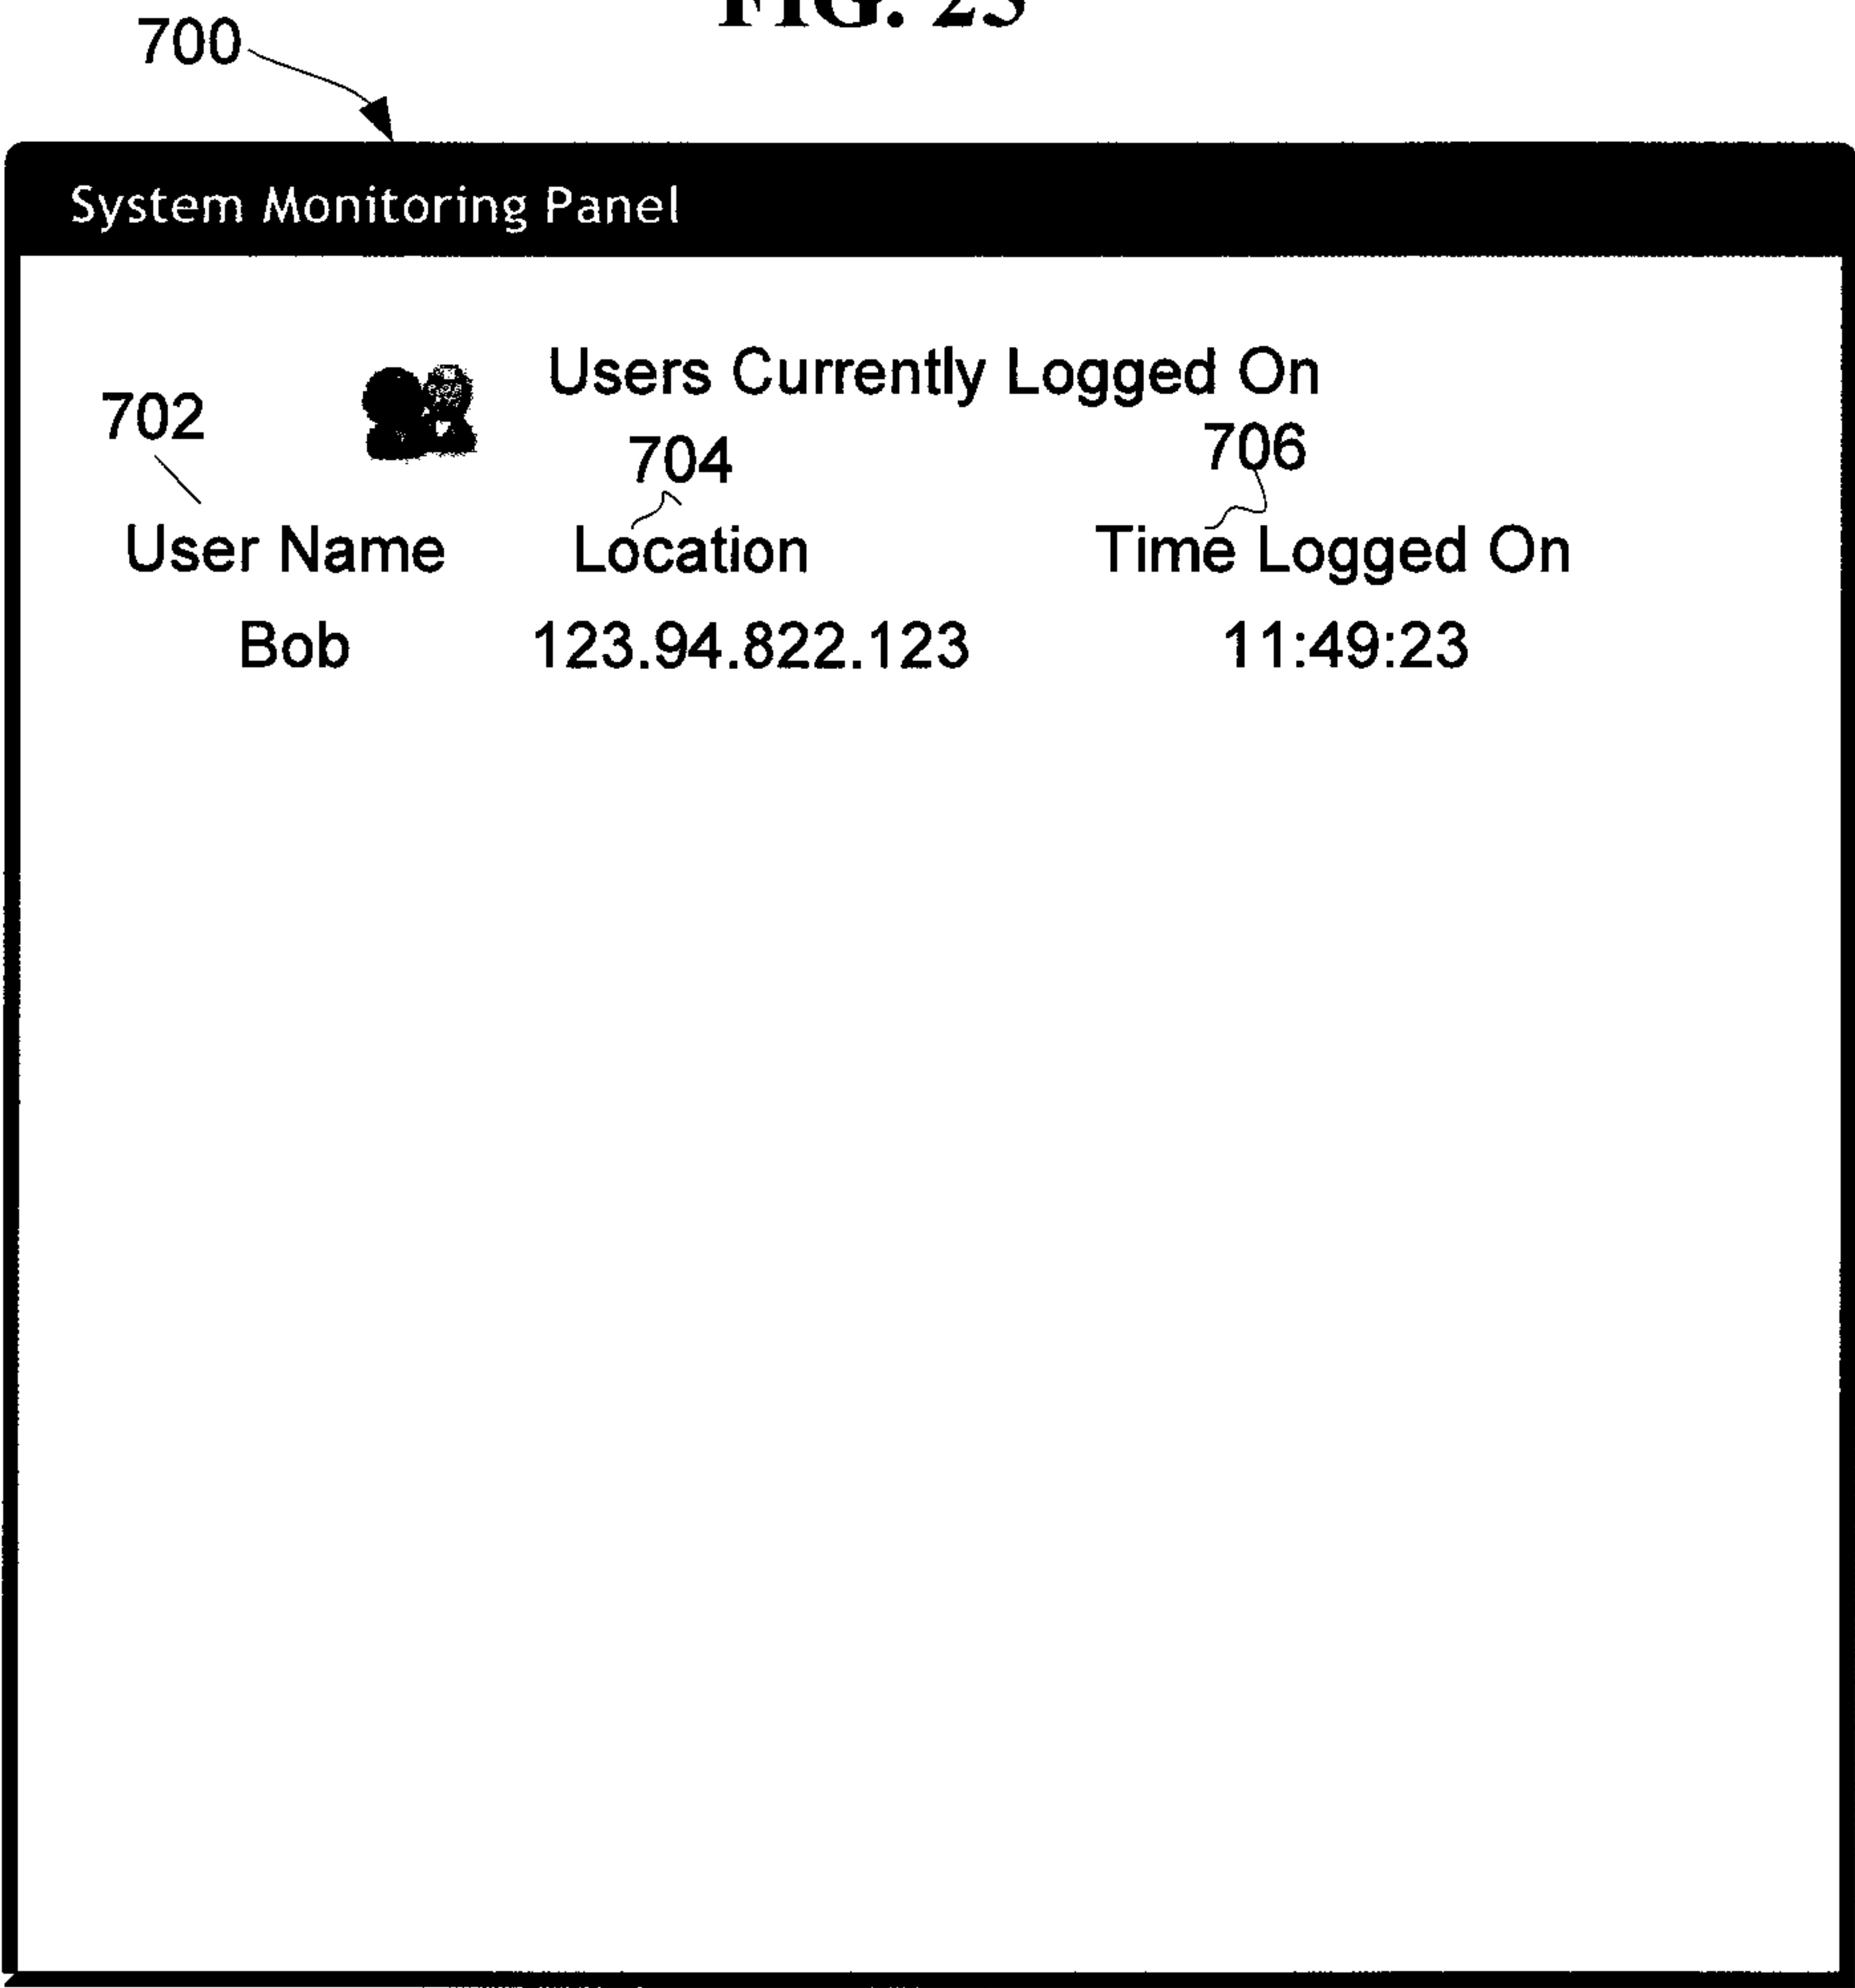 FIG.
700
System Monitoring Panel
Users Currently Logged On
702
704
706
User Name Location Time Logged On
Bob 123.94.822.123 11:49:23